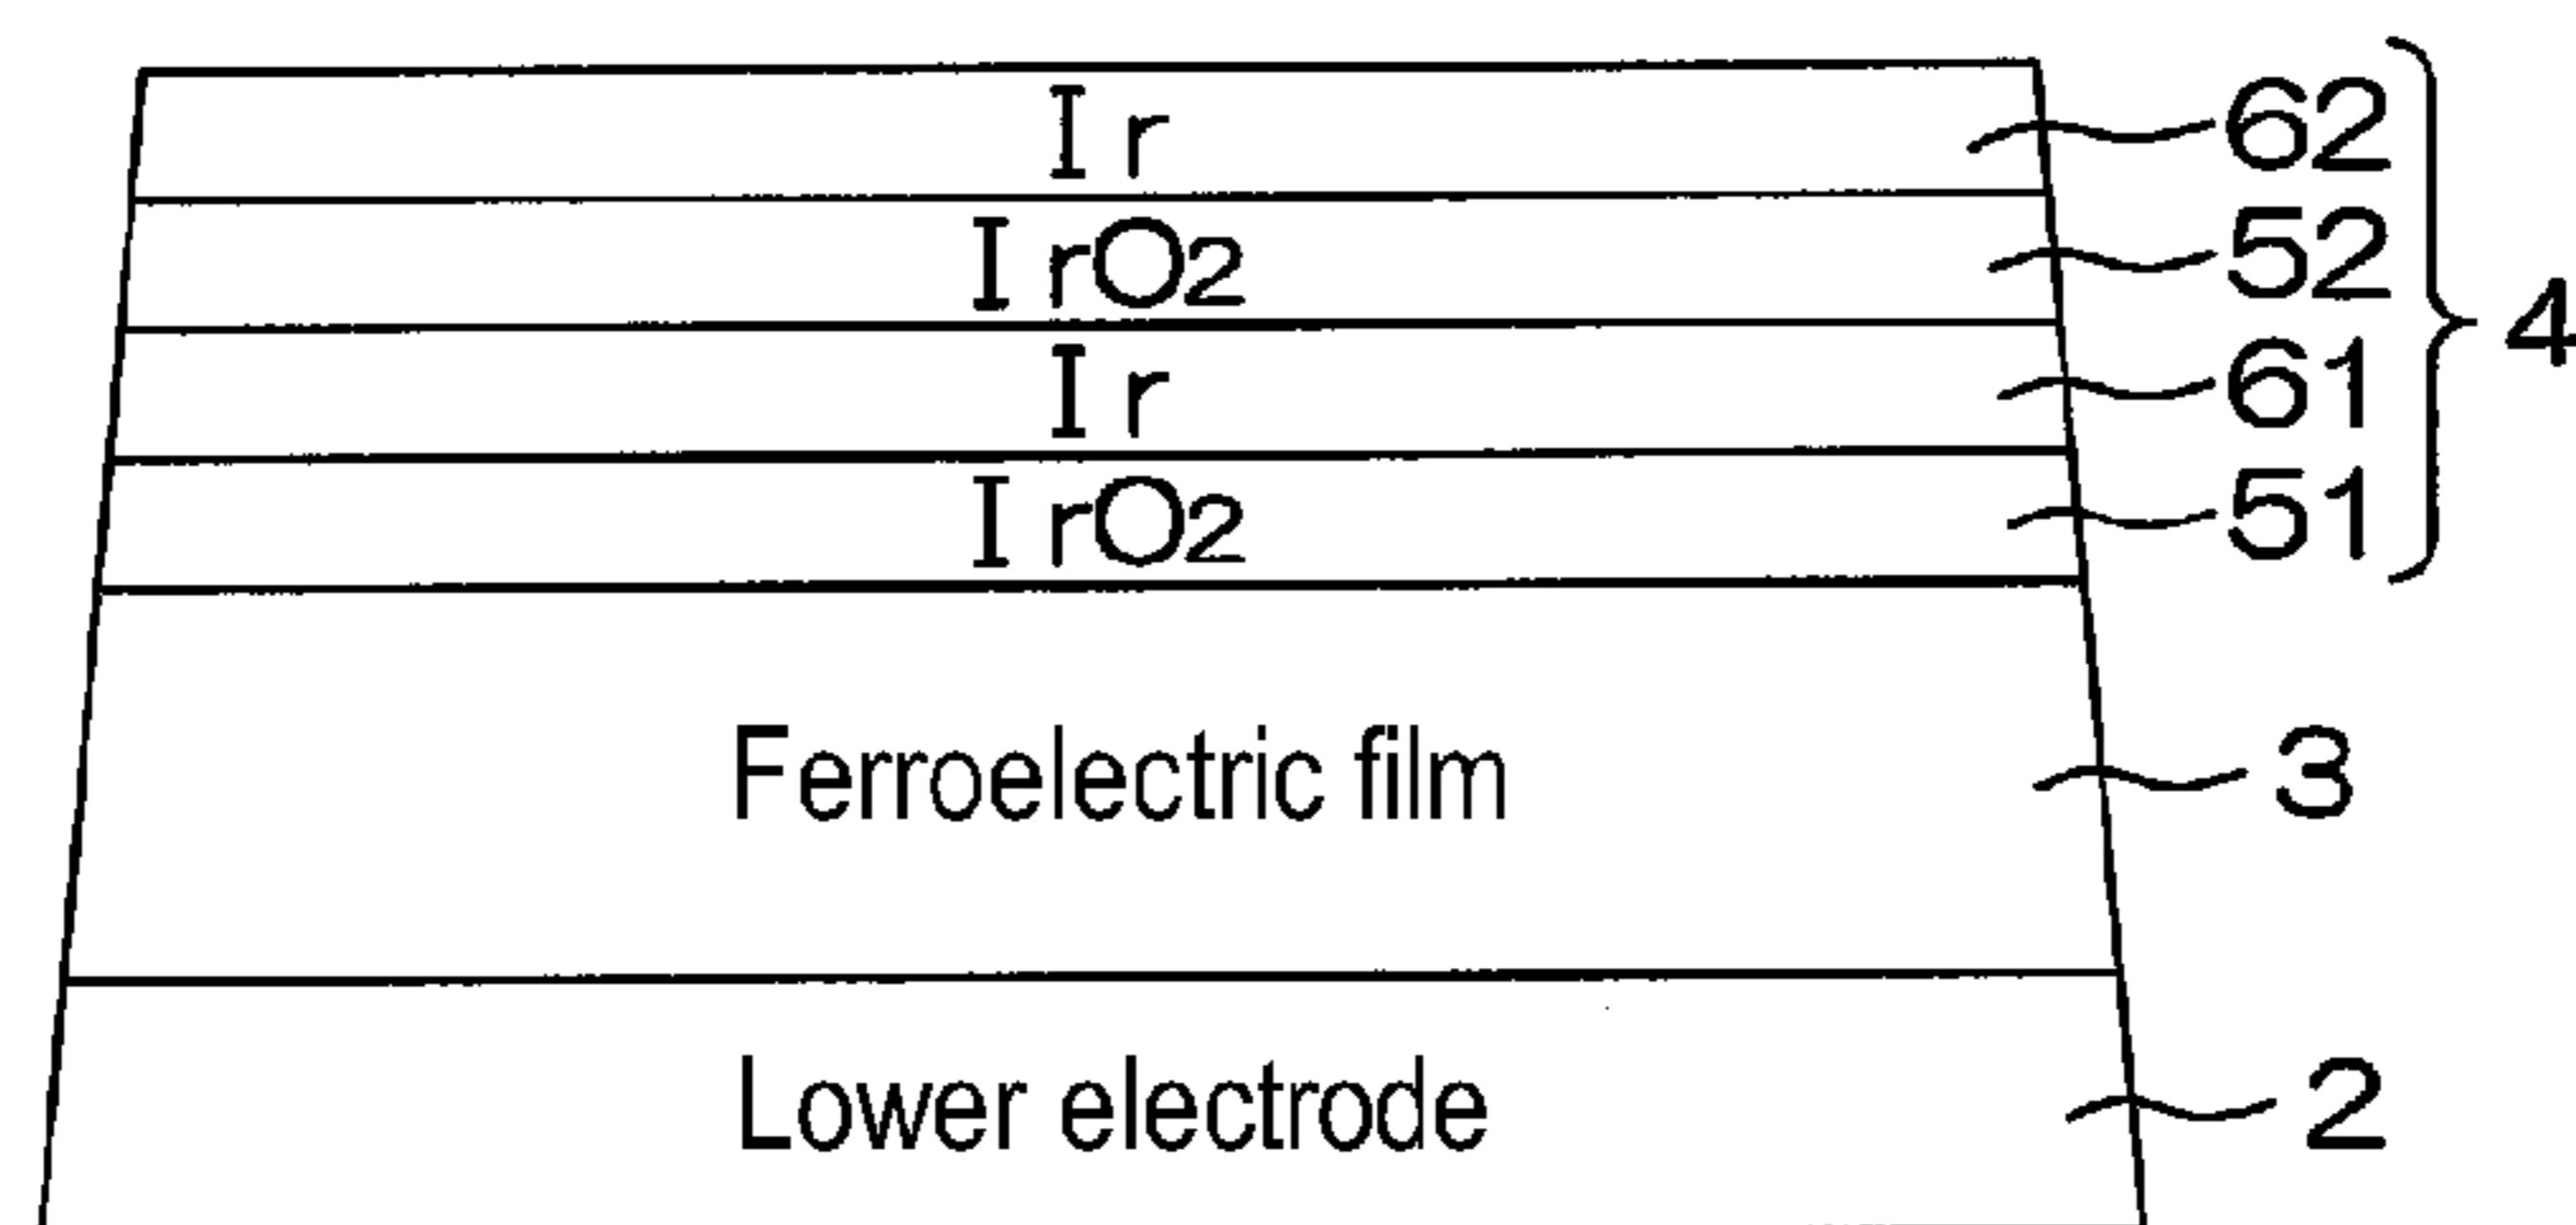 Ir 62
IrO2 52
4
Ir 61
IrO2 51
Ferroelectric film 3
Lower electrode 2